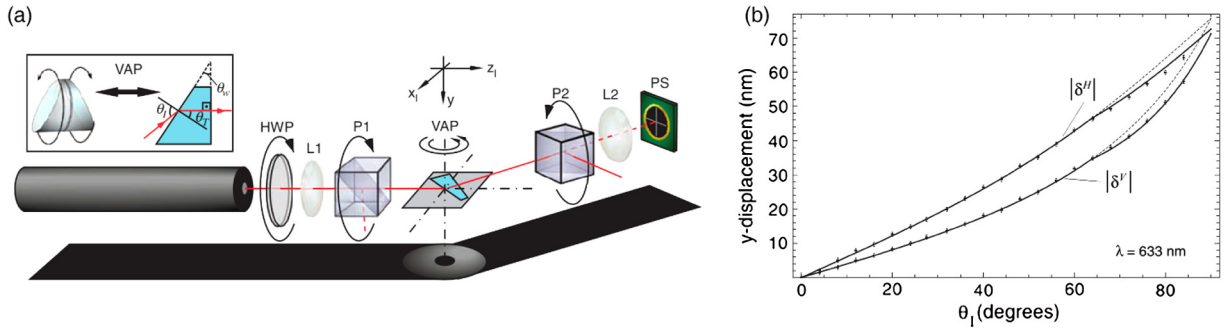 (a)
VAP
θw
θI
θT
HWP
L1
P1
xI
zI
y
VAP
P2
L2
PS
(b)
y-displacement (nm)
70
60
50
40
30
20
10
0
20
40
60
80
θI (degrees)
|δH|
|δV|
λ = 633 nm